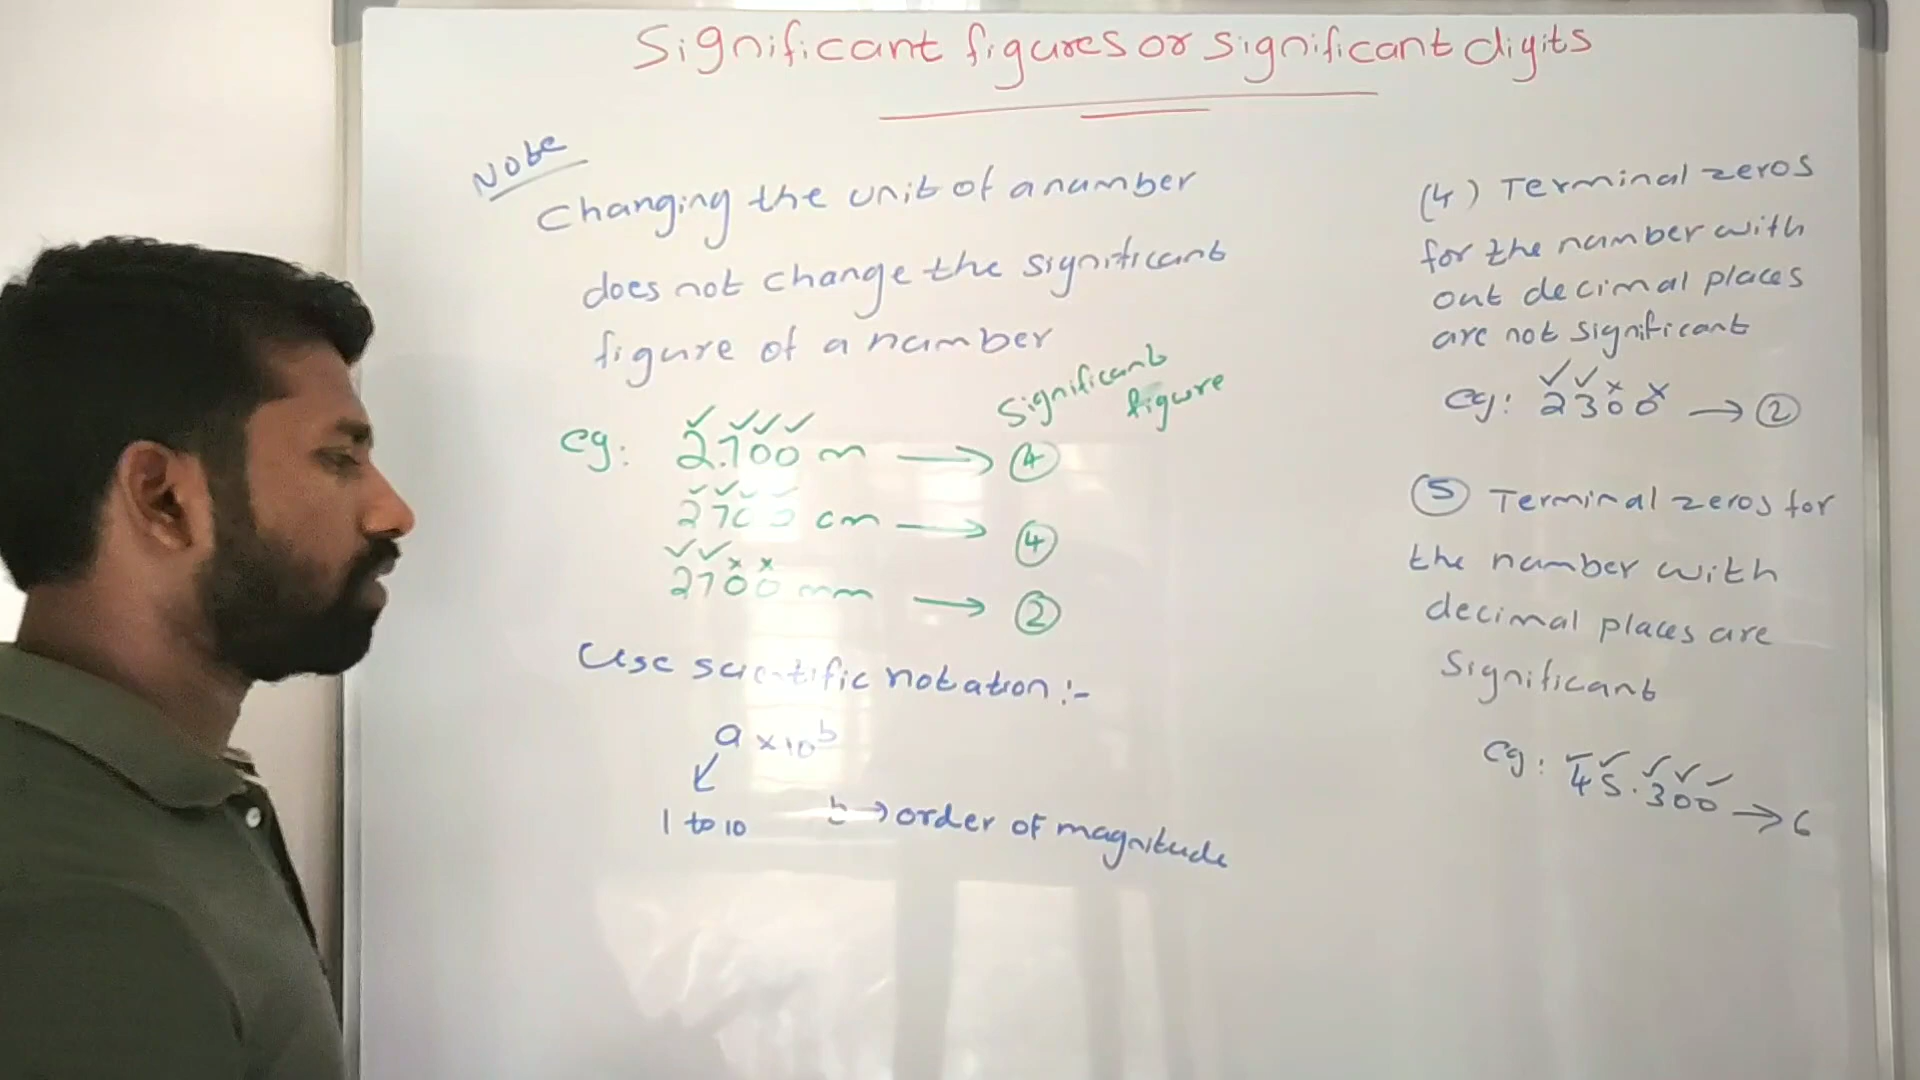 Significant figures or significant digits
Note
Changing the unit of a number
does not change the significant
figure of a number
Significant
figure
eg: 2.700 m → 4
2700 cm → 4
2700 mm → 2
Use scientific notation :-
a ×10^b
1 to 10 b → order of magnitude
(4) Terminal zeros
for the number with
out decimal places
are not significant
eg: 2300 → 2
5 Terminal zeros for
the number with
decimal places are
Significant
eg: 45.300 → 6